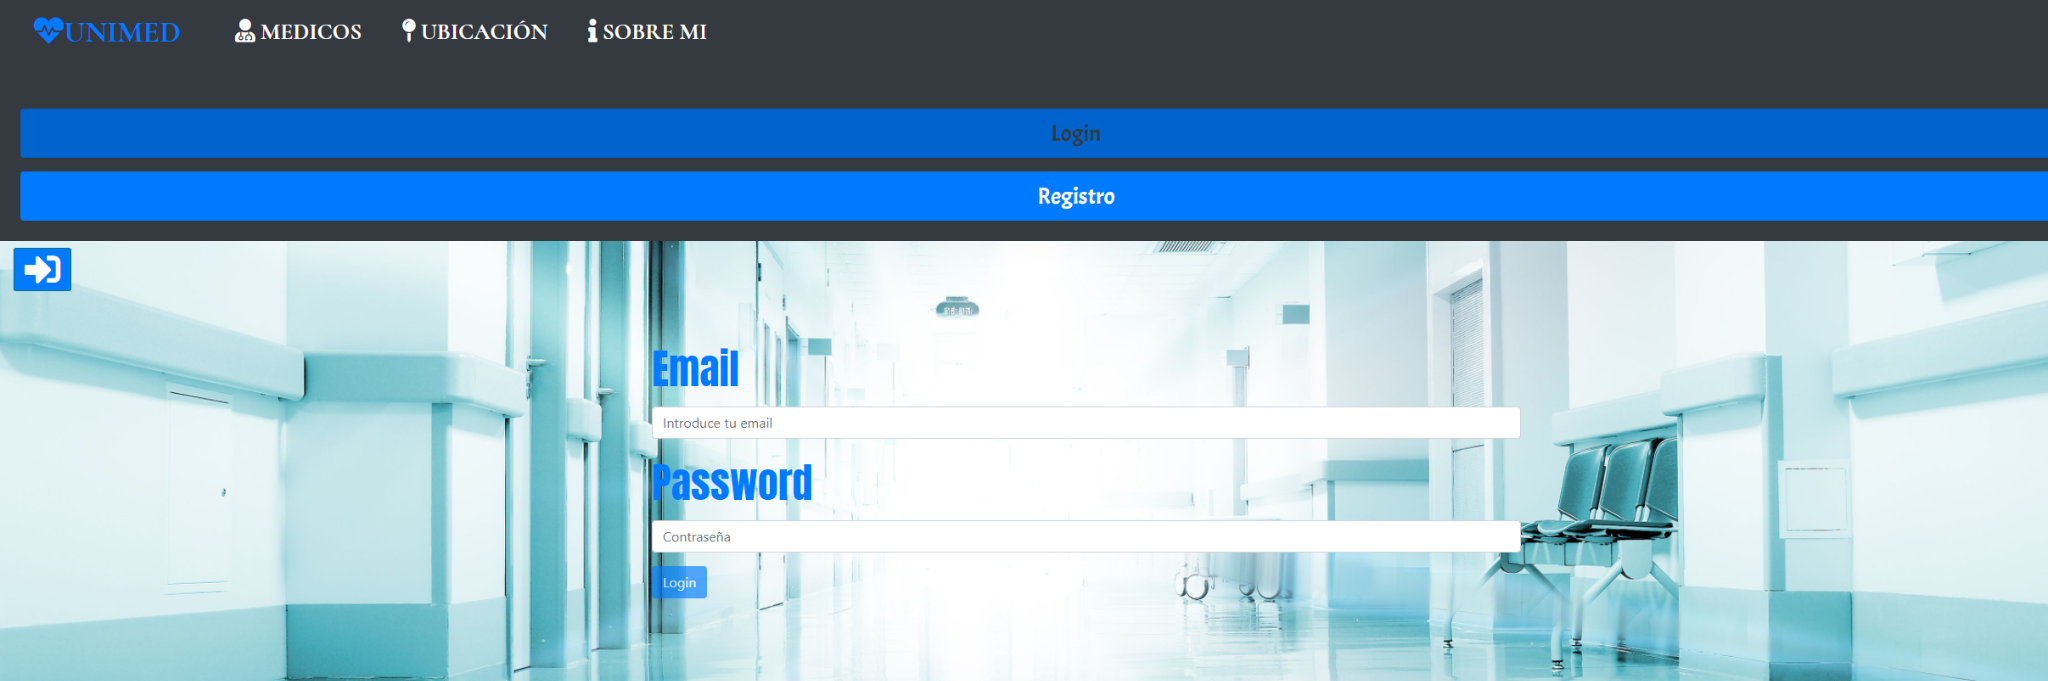 UNIMED MEDICOS UBICACIÓN SOBRE MI
Login
Registro
Email
Introduce tu email
Password
Contraseña
Login